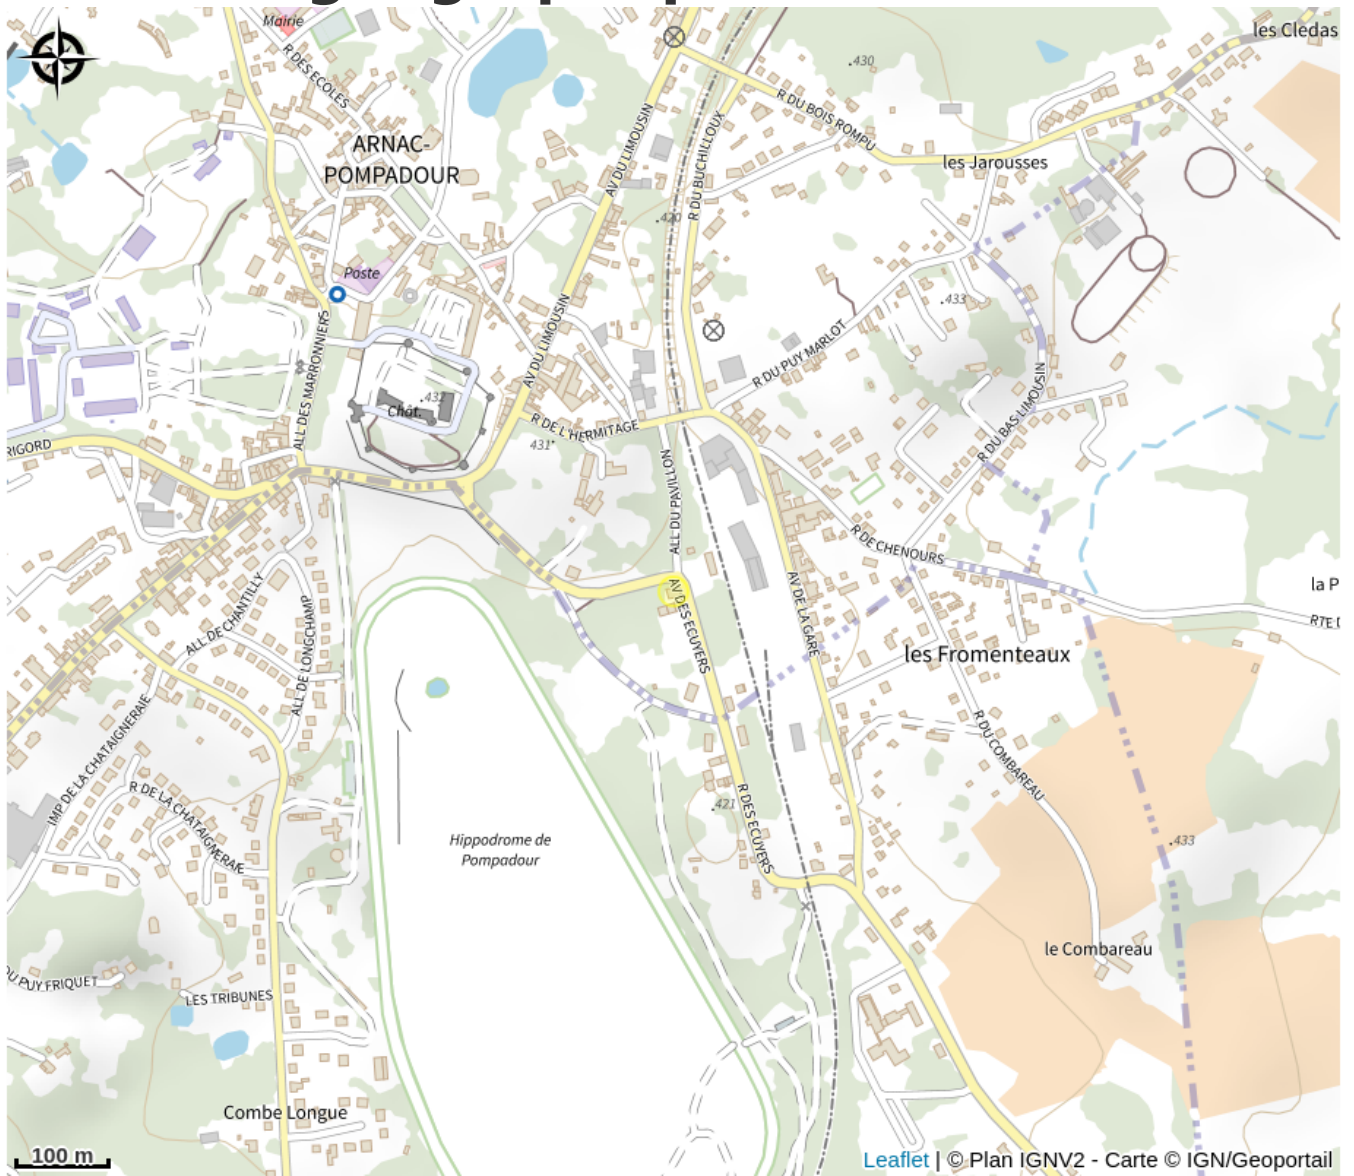 Mairie
les Cledas
.430
R DES ECOLES
R DU BOIS ROMPU
ARNAC-
POMPADOUR
AV DU LIMOUSIN
R DU BUCHILLOUX
les Jarousses
.420
Poste
.433
ALL DES MARRONNIERS
AV DU LIMOUSIN
R DU PUY MARLOT
R DU BAS LIMOUSIN
.432
Chât.
R DE L'HERMITAGE
431.
RIGORD
ALL DU PAVILLON
R DE CHENOURS
la P
RTE D
AV DES ECUYERS
AV DE LA GARE
ALL DE CHANTILLY
ALL DE LONGCHAMP
les Fromenteaux
IMP DE LA CHATAIGNERAIE
R DU COMBAREAU
R DE LA CHATAIGNERAIE
.421
R DES ECUYERS
Hippodrome de
Pompadour
.433
le Combareau
DU PUY FRIQUET
LES TRIBUNES
Combe Longue
100 m
Leaflet | © Plan IGNV2 - Carte © IGN/Geoportail